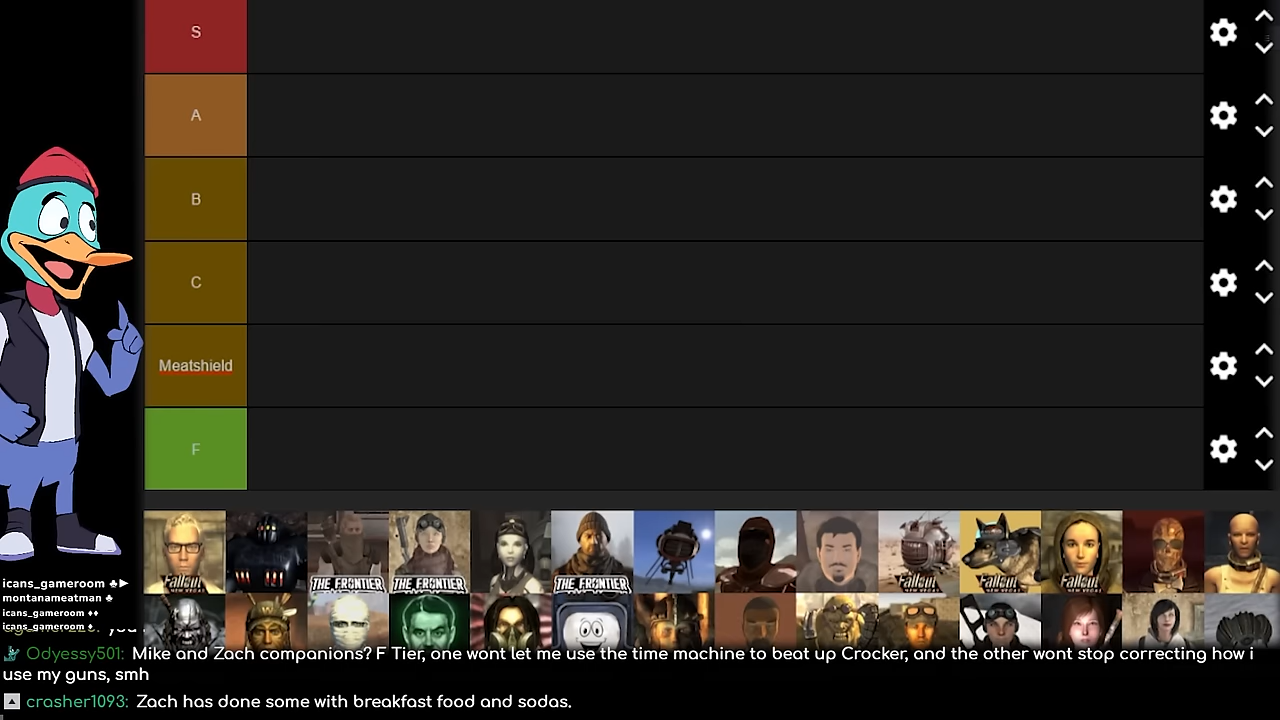 S
A
B
C
Meatshield
F
Fallout
THE FRONTIER
THE FRONTIER
THE FRONTIER
Fallout
Fallout
Fallout
icans_gameroom ♣▶
montanameatman ♣
icans_gameroom ♦♦
icans_gameroom ♦
Odyessy501: Mike and Zach companions? F Tier, one wont let me use the time machine to beat up Crocker, and the other wont stop correcting how i
use my guns, smh
crasher1093: Zach has done some with breakfast food and sodas.